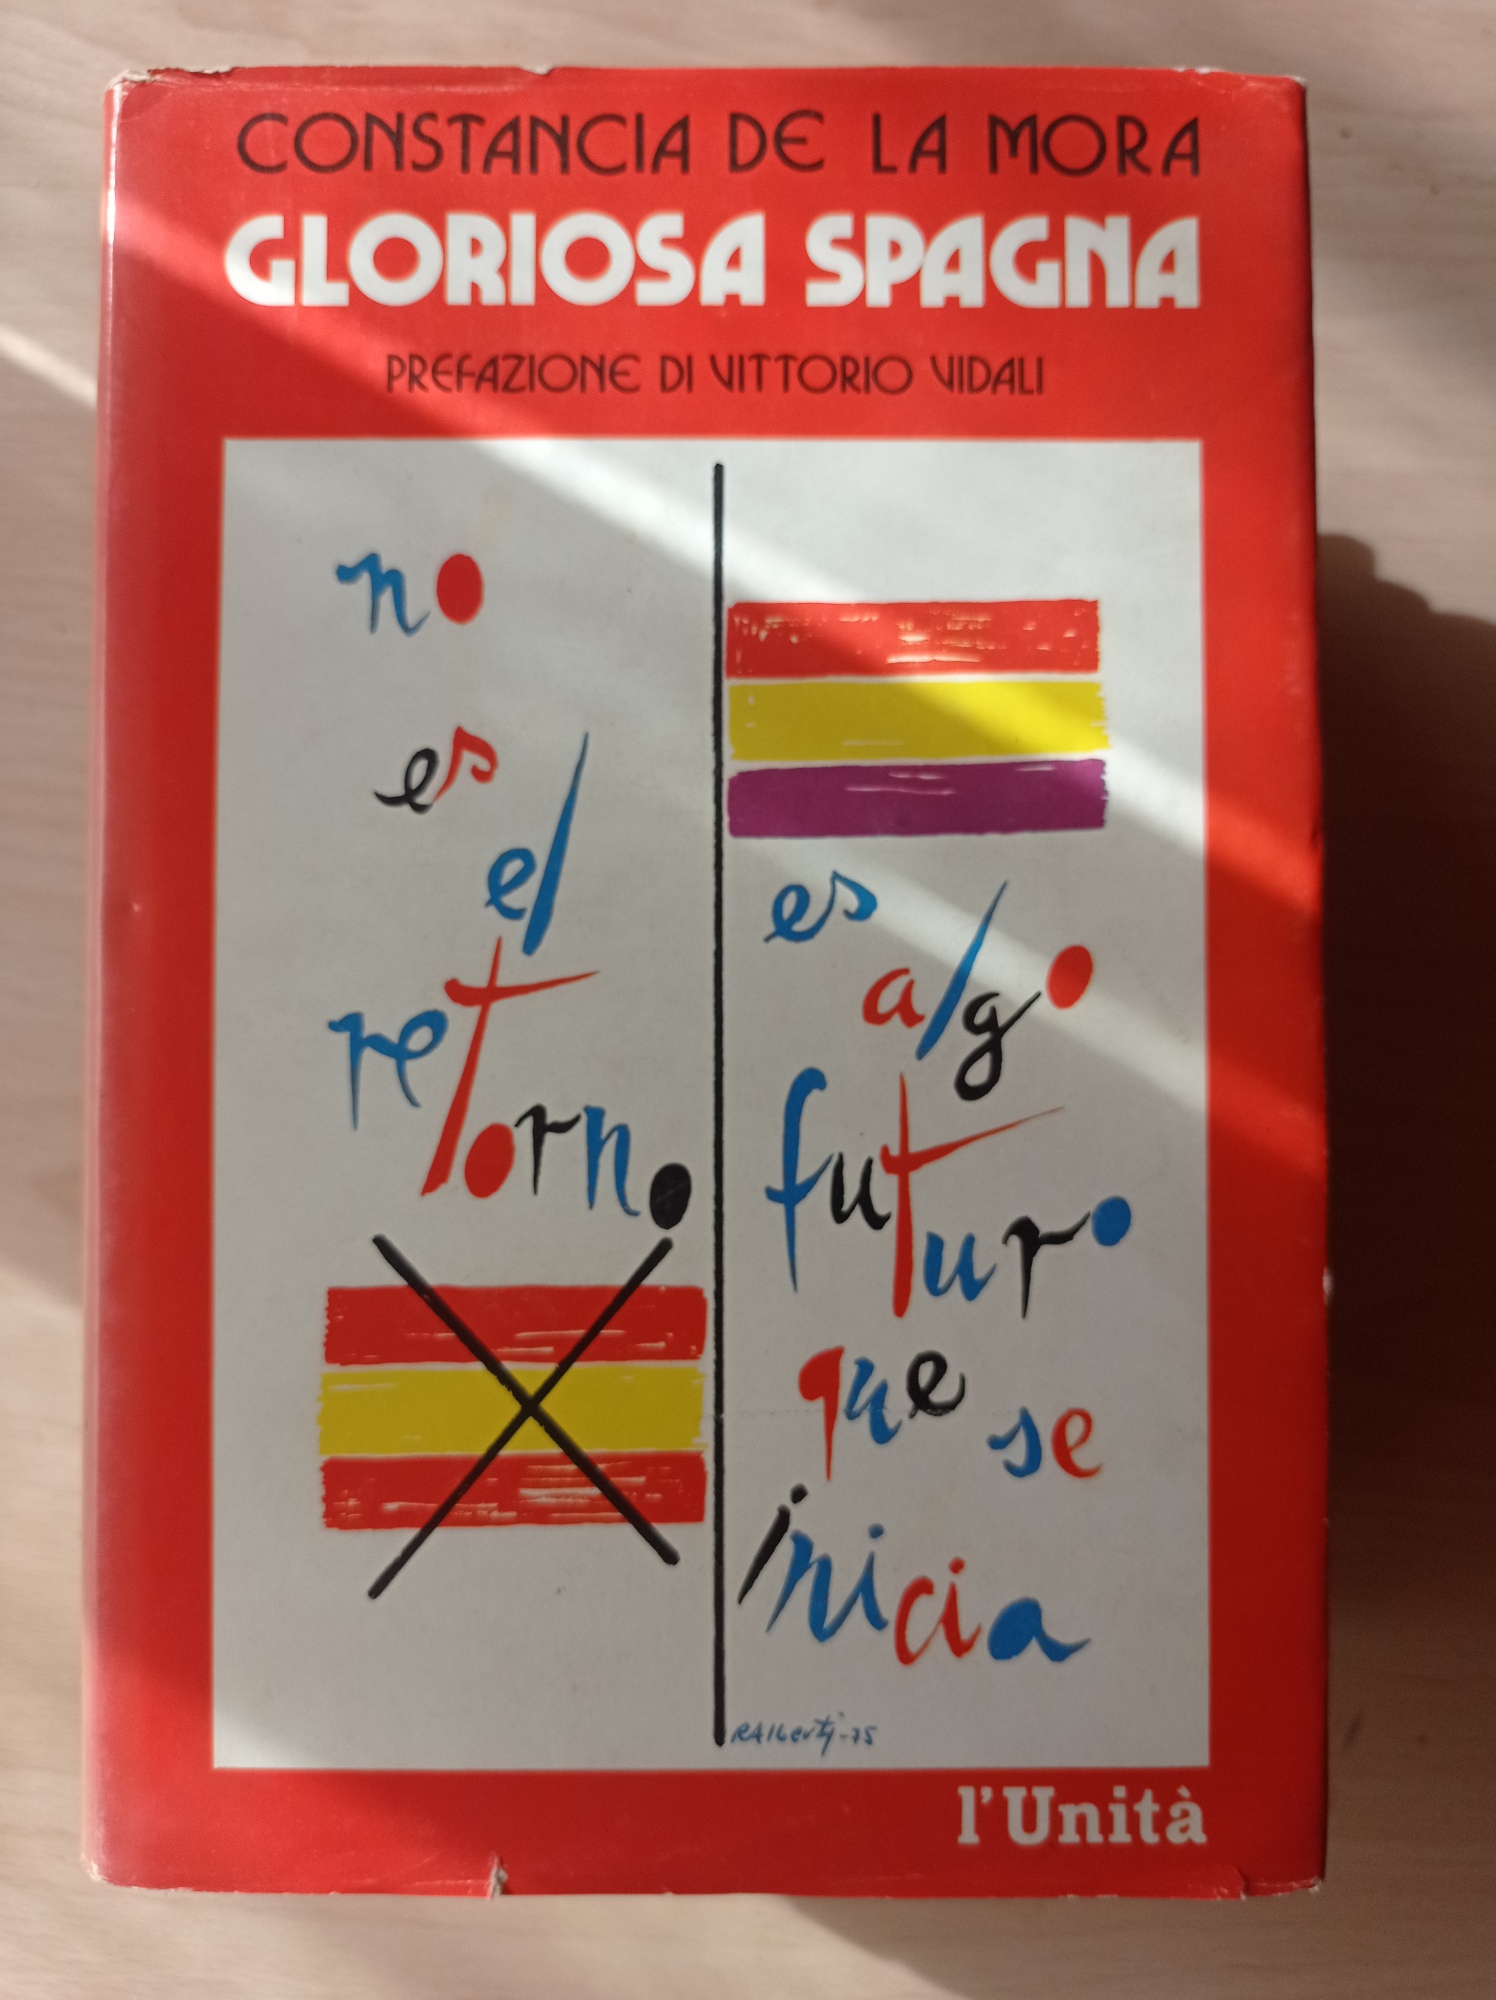 CONSTANCIA DE LA MORA
GLORIOSA SPAGNA
PREFAZIONE DI VITTORIO VIDALI
no
es
el
retorno
es
algo
futuro
que se
inicia
RAlberti-75
l'Unità